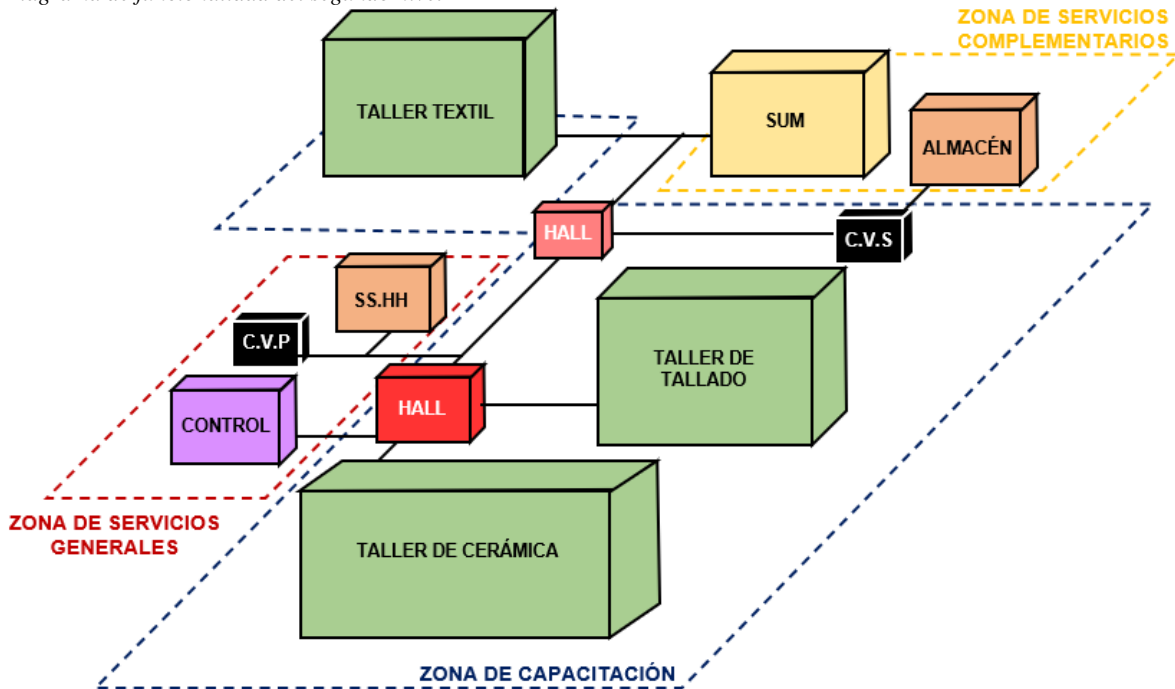 ZONA DE SERVICIOS
COMPLEMENTARIOS
TALLER TEXTIL
SUM
ALMACÉN
HALL
C.V.S
SS.HH
C.V.P
TALLER DE
TALLADO
HALL
CONTROL
ZONA DE SERVICIOS
GENERALES
TALLER DE CERÁMICA
ZONA DE CAPACITACIÓN